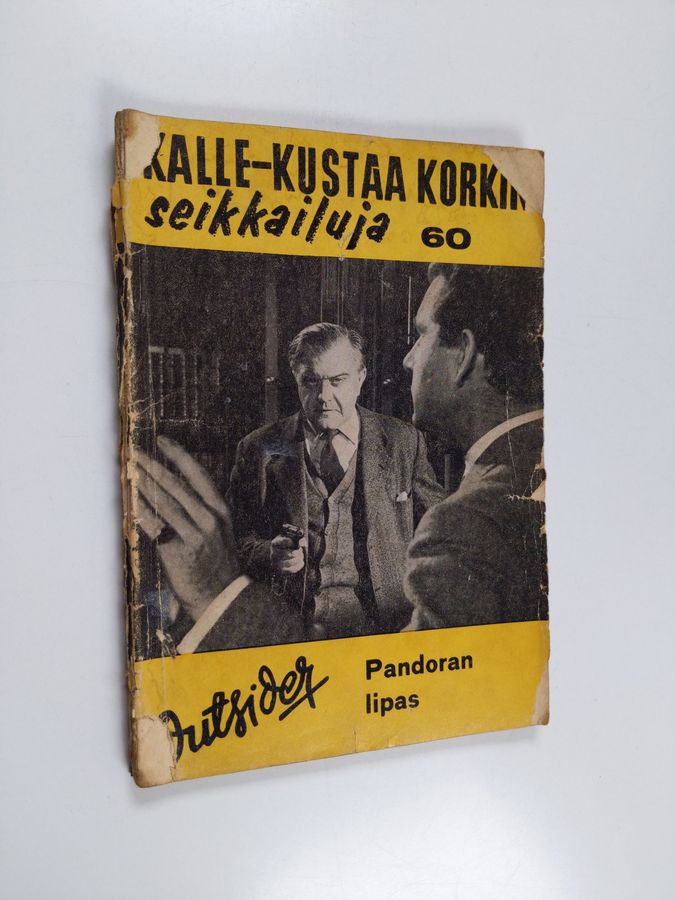 KALLE-KUSTAA KORKIN
seikkailuja 60
Outsider
Pandoran
lipas